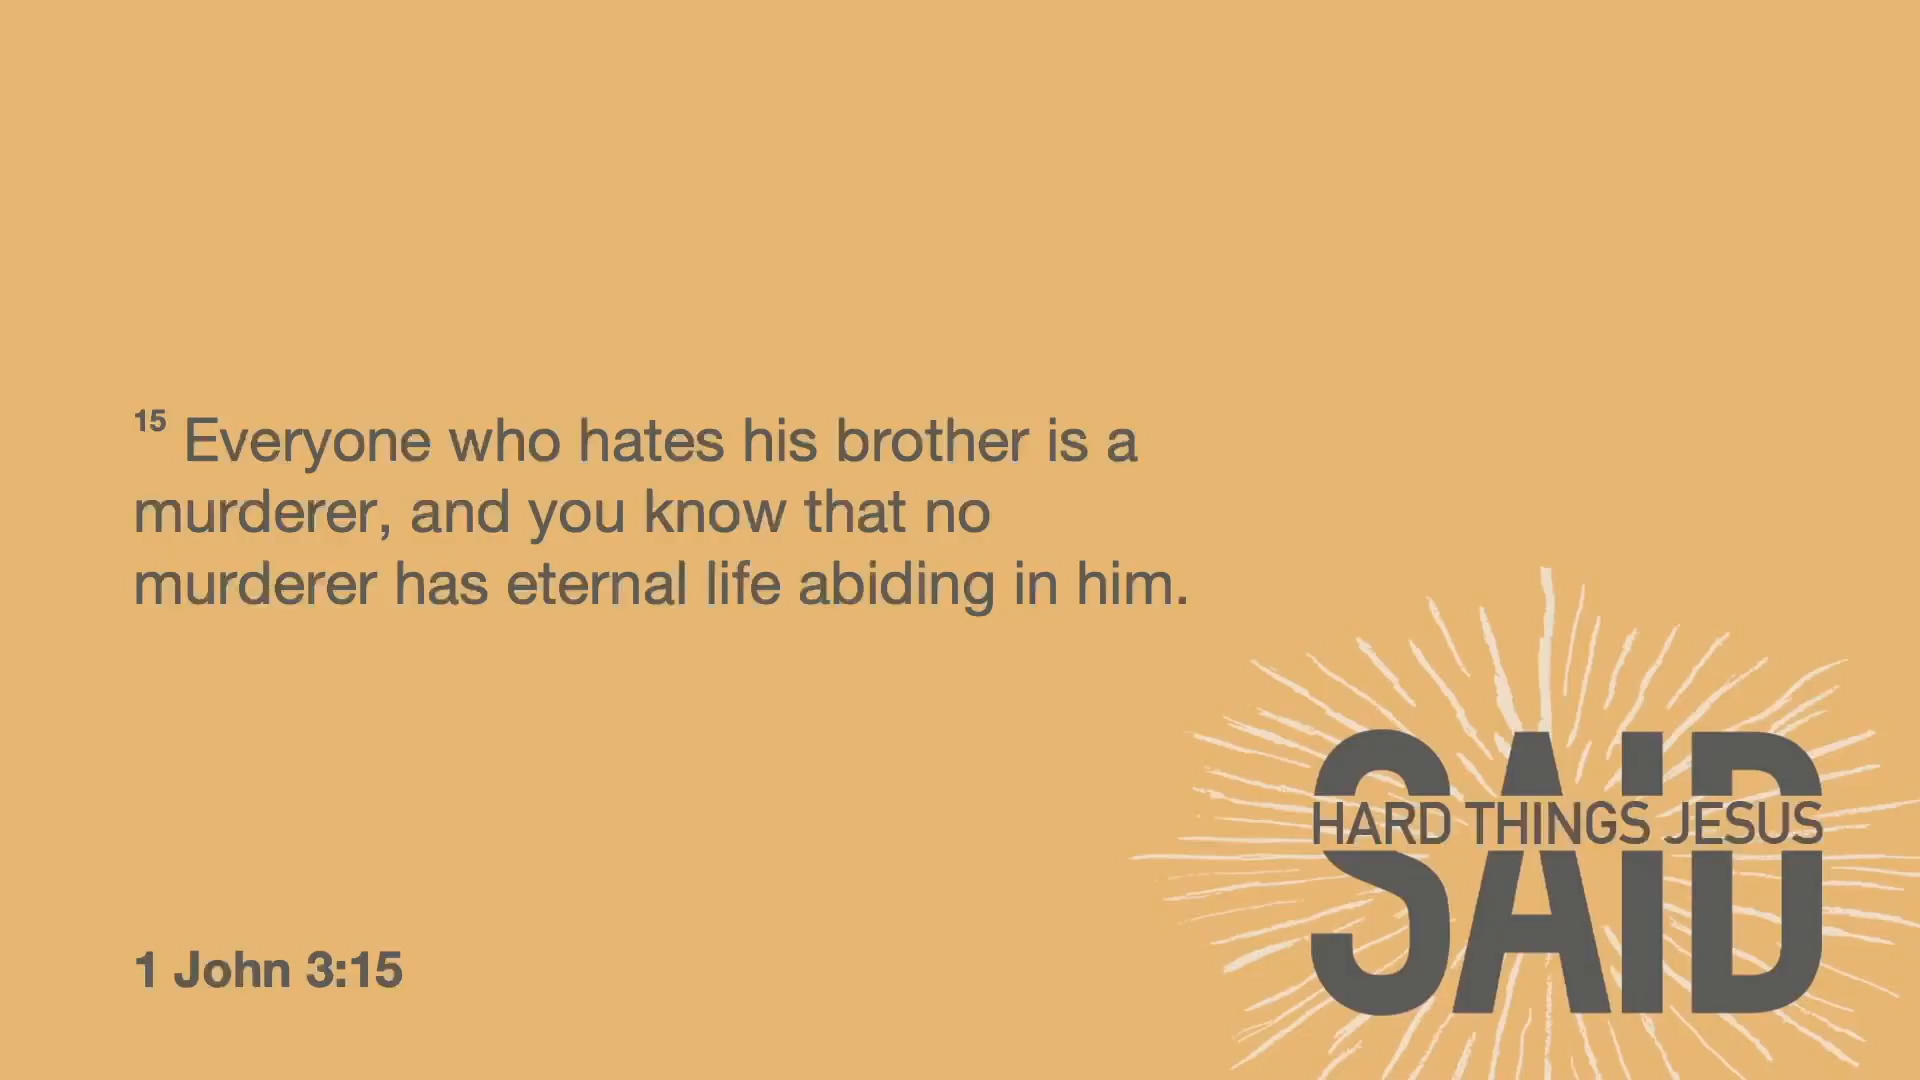 15 Everyone who hates his brother is a
murderer, and you know that no
murderer has eternal life abiding in him.
1 John 3:15
HARD THINGS JESUS
SAID